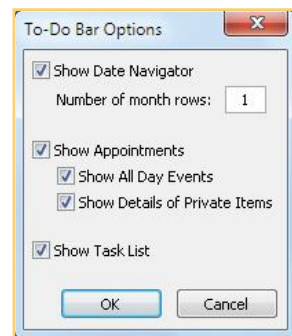 To-Do Bar Options
Show Date Navigator
Number of month rows: 1
Show Appointments
Show All Day Events
Show Details of Private Items
Show Task List
OK Cancel